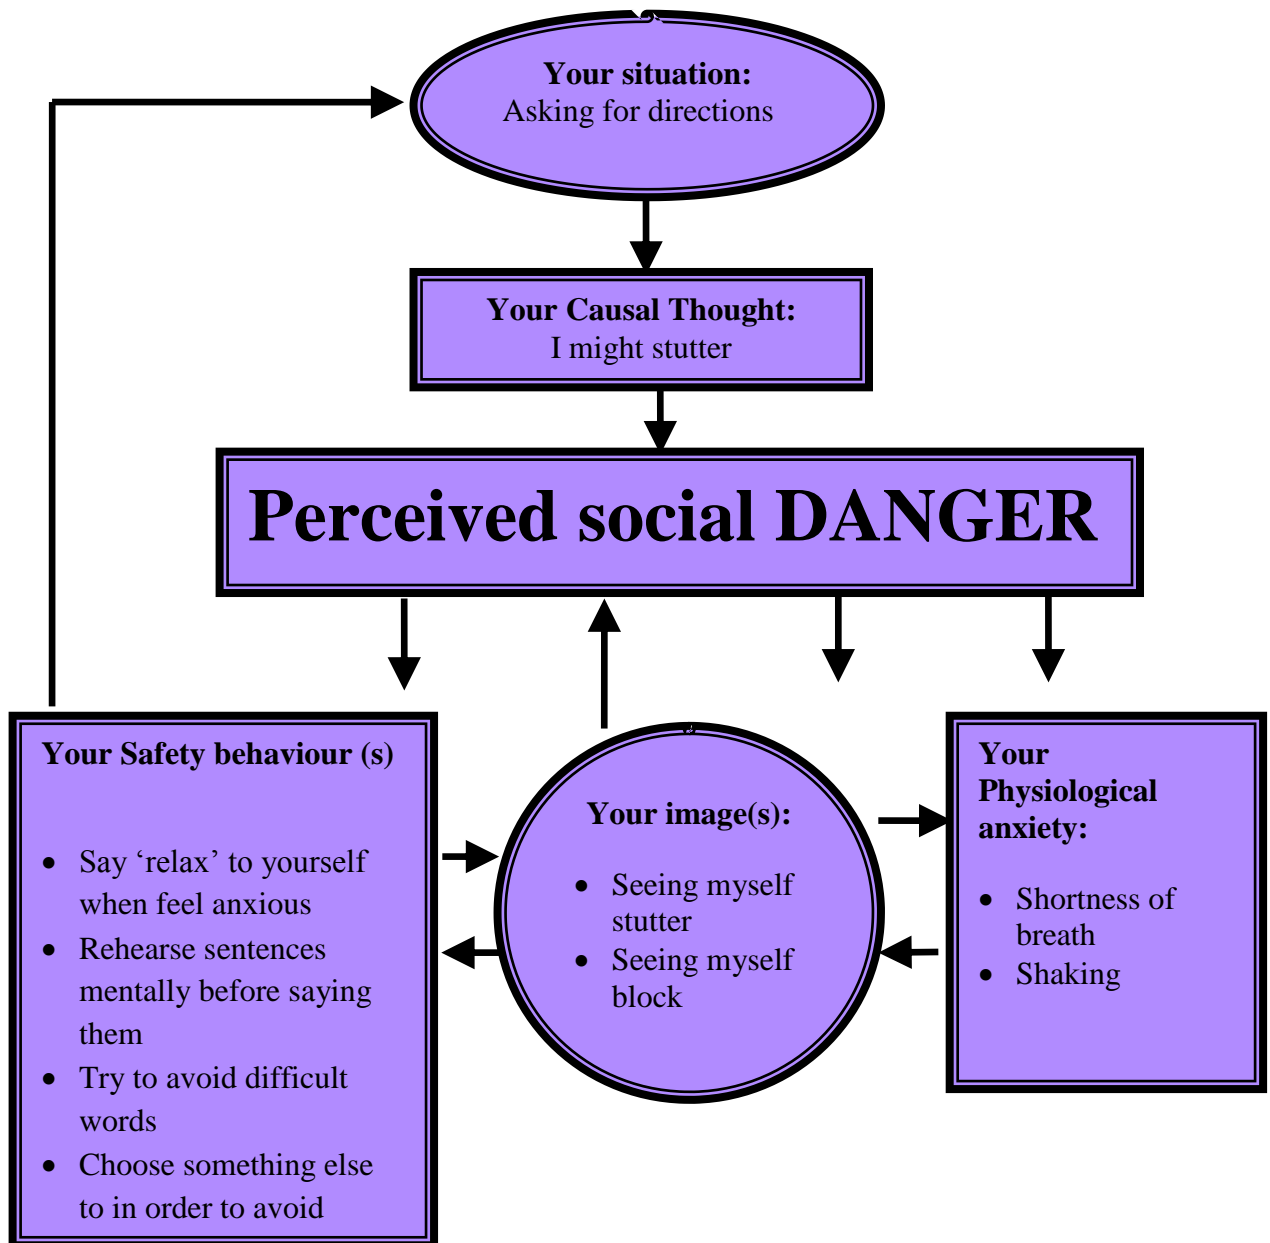 Your situation:
Asking for directions
Your Causal Thought:
I might stutter
Perceived social DANGER
Your Safety behaviour (s)
• Say ‘relax’ to yourself
when feel anxious
• Rehearse sentences
mentally before saying
them
• Try to avoid difficult
words
• Choose something else
to in order to avoid
Your image(s):
• Seeing myself
stutter
• Seeing myself
block
Your
Physiological
anxiety:
• Shortness of
breath
• Shaking